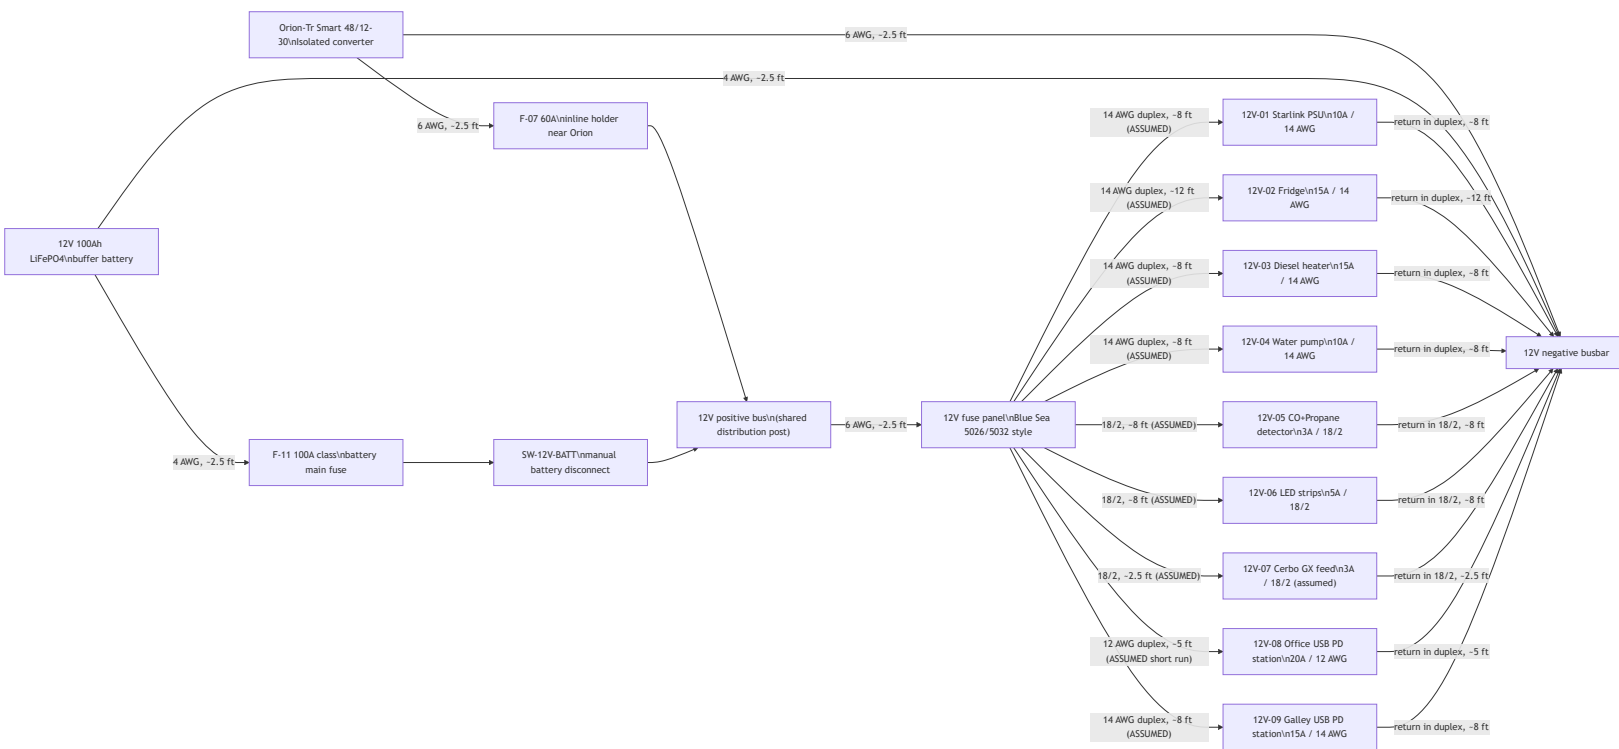 Orion-Tr Smart 48/12-
30\nIsolated converter
6 AWG, ~2.5 ft
4 AWG, ~2.5 ft
6 AWG, ~2.5 ft
F-07 60A\ninline holder
near Orion
12V 100Ah
LiFePO4\nbuffer battery
4 AWG, ~2.5 ft
F-11 100A class\nbattery
main fuse
SW-12V-BATT\nmanual
battery disconnect
12V positive bus\n(shared
distribution post)
6 AWG, ~2.5 ft
12V fuse panel\nBlue Sea
5026/5032 style
14 AWG duplex, ~8 ft
(ASSUMED)
12V-01 Starlink PSU\n10A /
14 AWG
return in duplex, ~8 ft
14 AWG duplex, ~12 ft
(ASSUMED)
12V-02 Fridge\n15A / 14
AWG
return in duplex, ~12 ft
14 AWG duplex, ~8 ft
(ASSUMED)
12V-03 Diesel heater\n15A
/ 14 AWG
return in duplex, ~8 ft
14 AWG duplex, ~8 ft
(ASSUMED)
12V-04 Water pump\n10A /
14 AWG
return in duplex, ~8 ft
12V negative busbar
18/2, ~8 ft (ASSUMED)
12V-05 CO+Propane
detector\n3A / 18/2
return in 18/2, ~8 ft
18/2, ~8 ft (ASSUMED)
12V-06 LED strips\n5A /
18/2
return in 18/2, ~8 ft
18/2, ~2.5 ft (ASSUMED)
12V-07 Cerbo GX feed\n3A
/ 18/2 (assumed)
return in 18/2, ~2.5 ft
12 AWG duplex, ~5 ft
(ASSUMED short run)
12V-08 Office USB PD
station\n20A / 12 AWG
return in duplex, ~5 ft
14 AWG duplex, ~8 ft
(ASSUMED)
12V-09 Galley USB PD
station\n15A / 14 AWG
return in duplex, ~8 ft